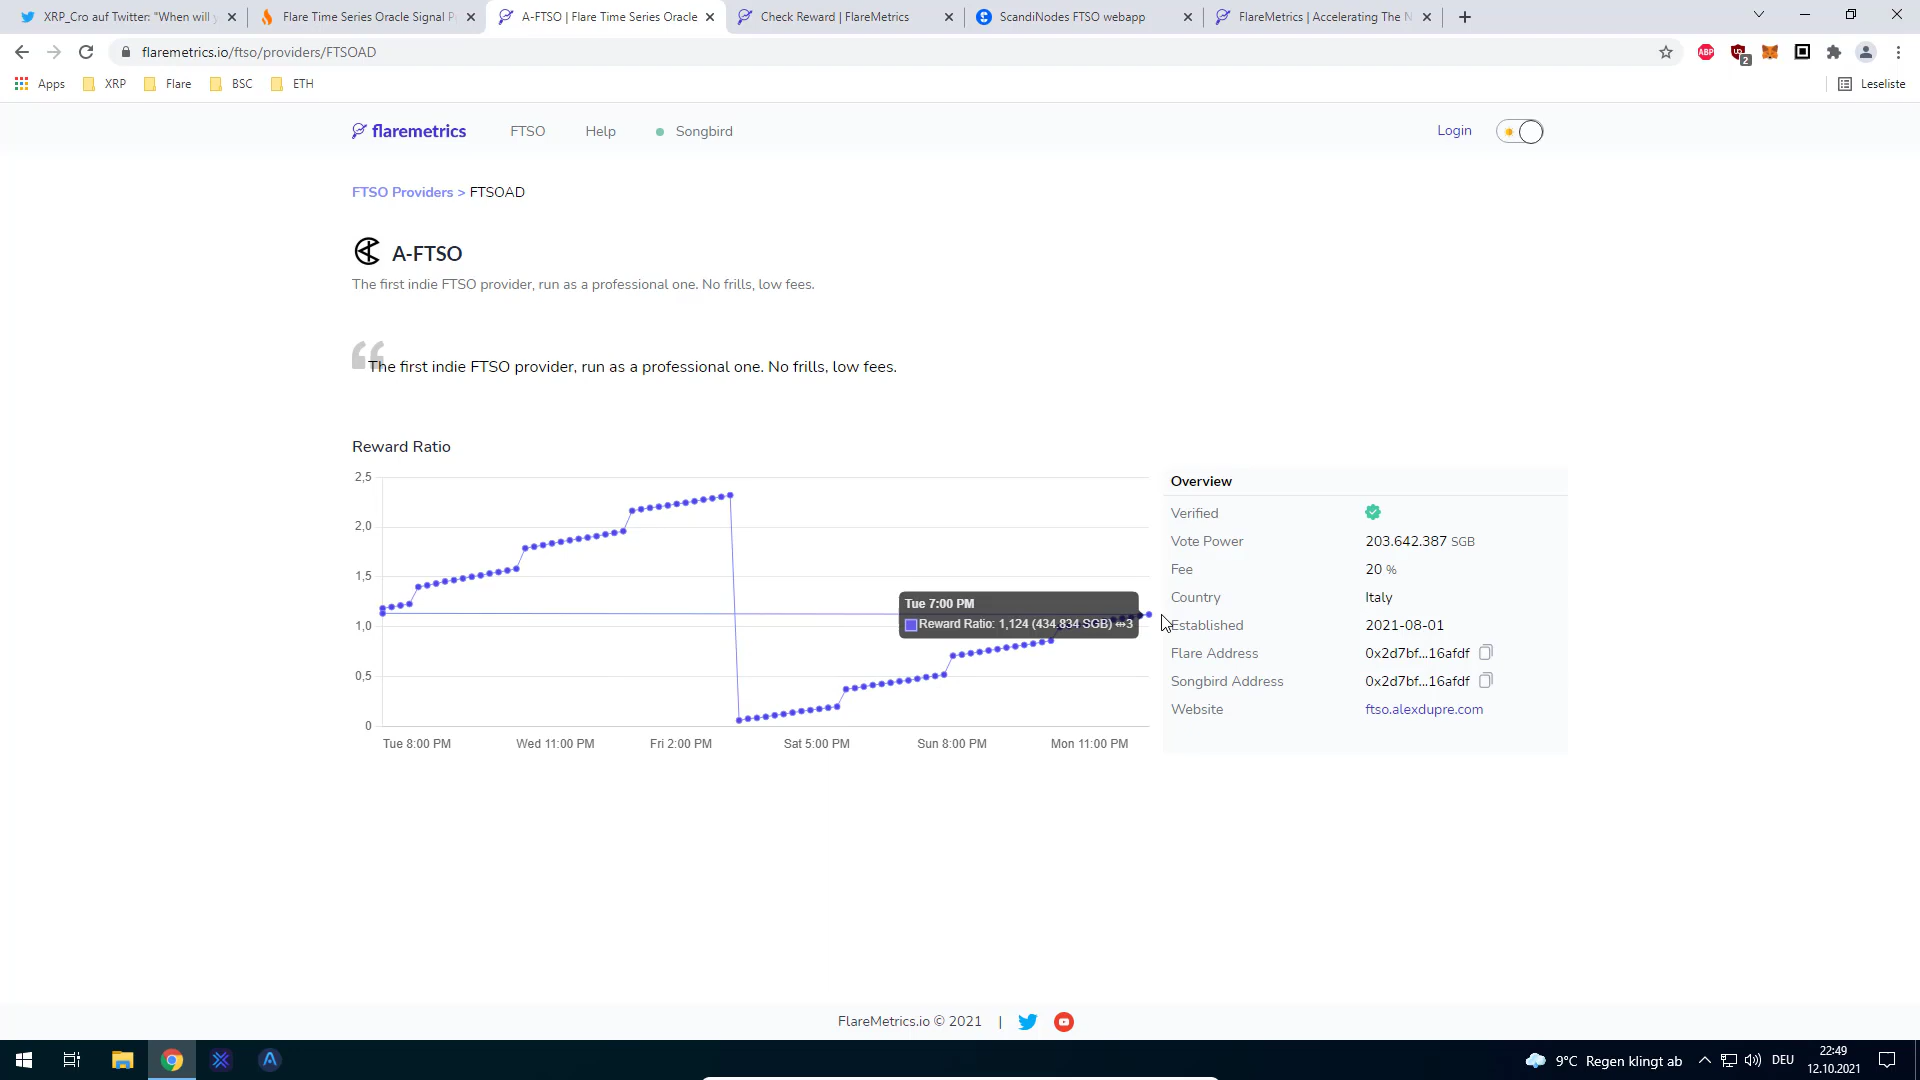 XRP_Cro auf Twitter: "When will
Flare Time Series Oracle Signal P
A-FTSO | Flare Time Series Oracle
Check Reward | FlareMetrics
ScandiNodes FTSO webapp
FlareMetrics | Accelerating The N
flaremetrics.io/ftso/providers/FTSOAD
ABP
2
Apps
XRP
Flare
BSC
ETH
Leseliste
flaremetrics
FTSO
Help
Songbird
Login
FTSO Providers > FTSOAD
A-FTSO
The first indie FTSO provider, run as a professional one. No frills, low fees.
The first indie FTSO provider, run as a professional one. No frills, low fees.
Reward Ratio
2,5
2,0
1,5
1,0
0,5
0
Tue 7:00 PM
Reward Ratio: 1,124 (434.834 SGB)
Tue 8:00 PM
Wed 11:00 PM
Fri 2:00 PM
Sat 5:00 PM
Sun 8:00 PM
Mon 11:00 PM
Overview
Verified
Vote Power 203.642.387 SGB
Fee 20 %
Country Italy
Established 2021-08-01
Flare Address 0x2d7bf...16afdf
Songbird Address 0x2d7bf...16afdf
Website ftso.alexdupre.com
FlareMetrics.io © 2021 |
9°C Regen klingt ab
DEU
22:49
12.10.2021